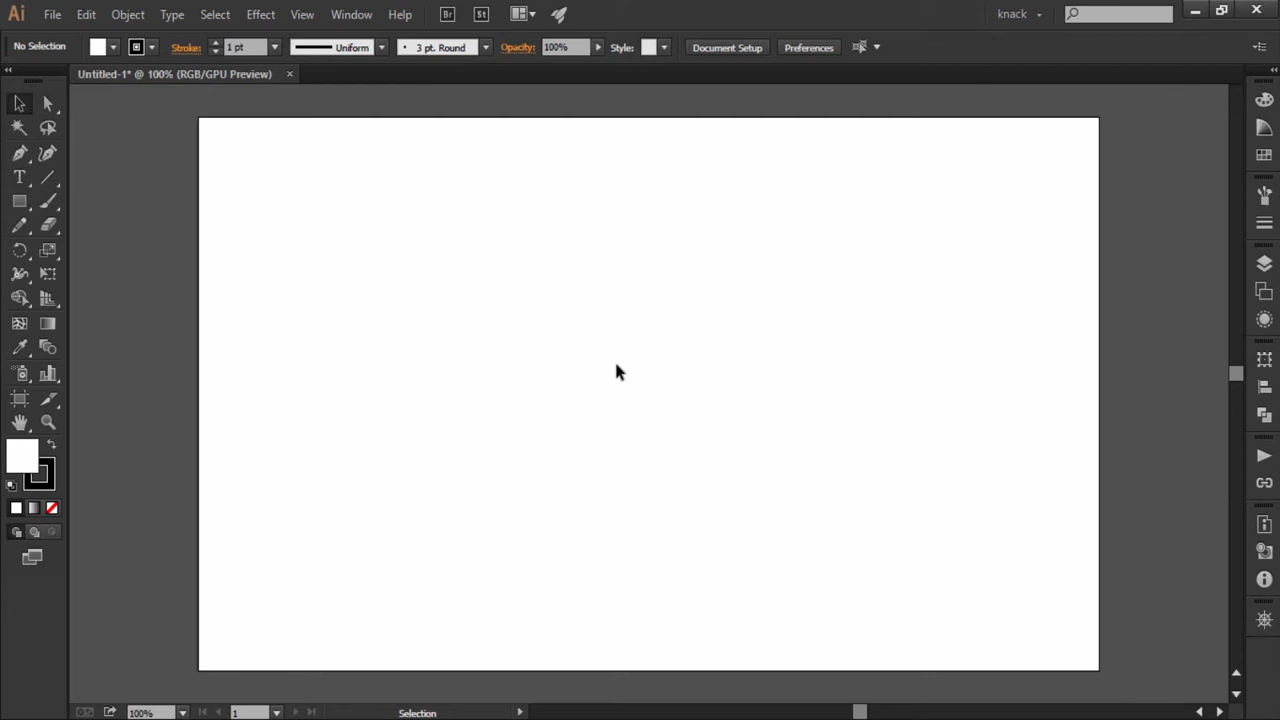 Ai File Edit Object Type Select Effect View Window Help Br St knack
No Selection Stroke: 1 pt Uniform 3 pt. Round Opacity: 100% Style: Document Setup Preferences
Untitled-1* @ 100% (RGB/GPU Preview)
T
100% 1 Selection